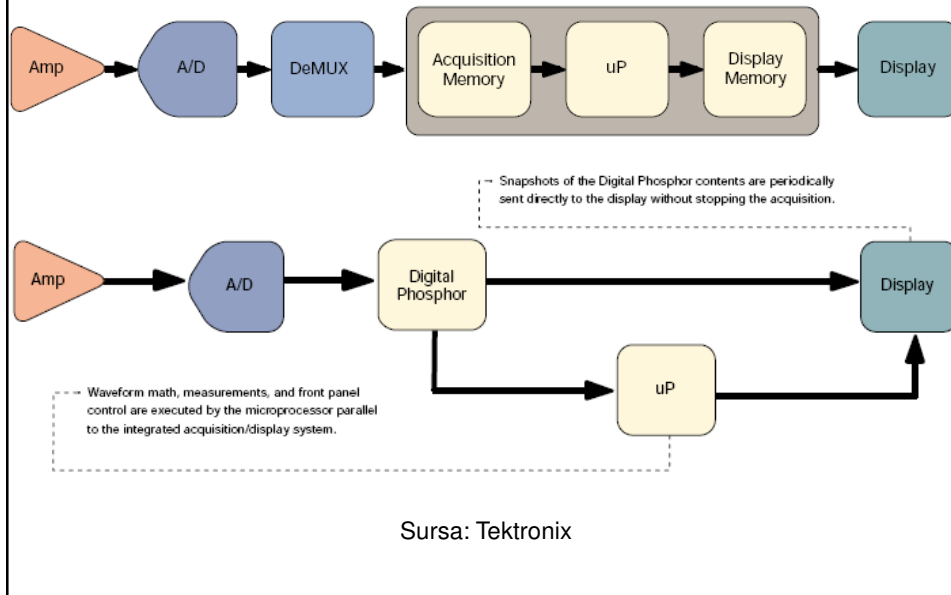 Amp
A/D
DeMUX
Acquisition
Memory
uP
Display
Memory
Display
Snapshots of the Digital Phosphor contents are periodically
sent directly to the display without stopping the acquisition.
Amp
A/D
Digital
Phosphor
Display
Waveform math, measurements, and front panel
control are executed by the microprocessor parallel
to the integrated acquisition/display system.
uP
Sursa: Tektronix